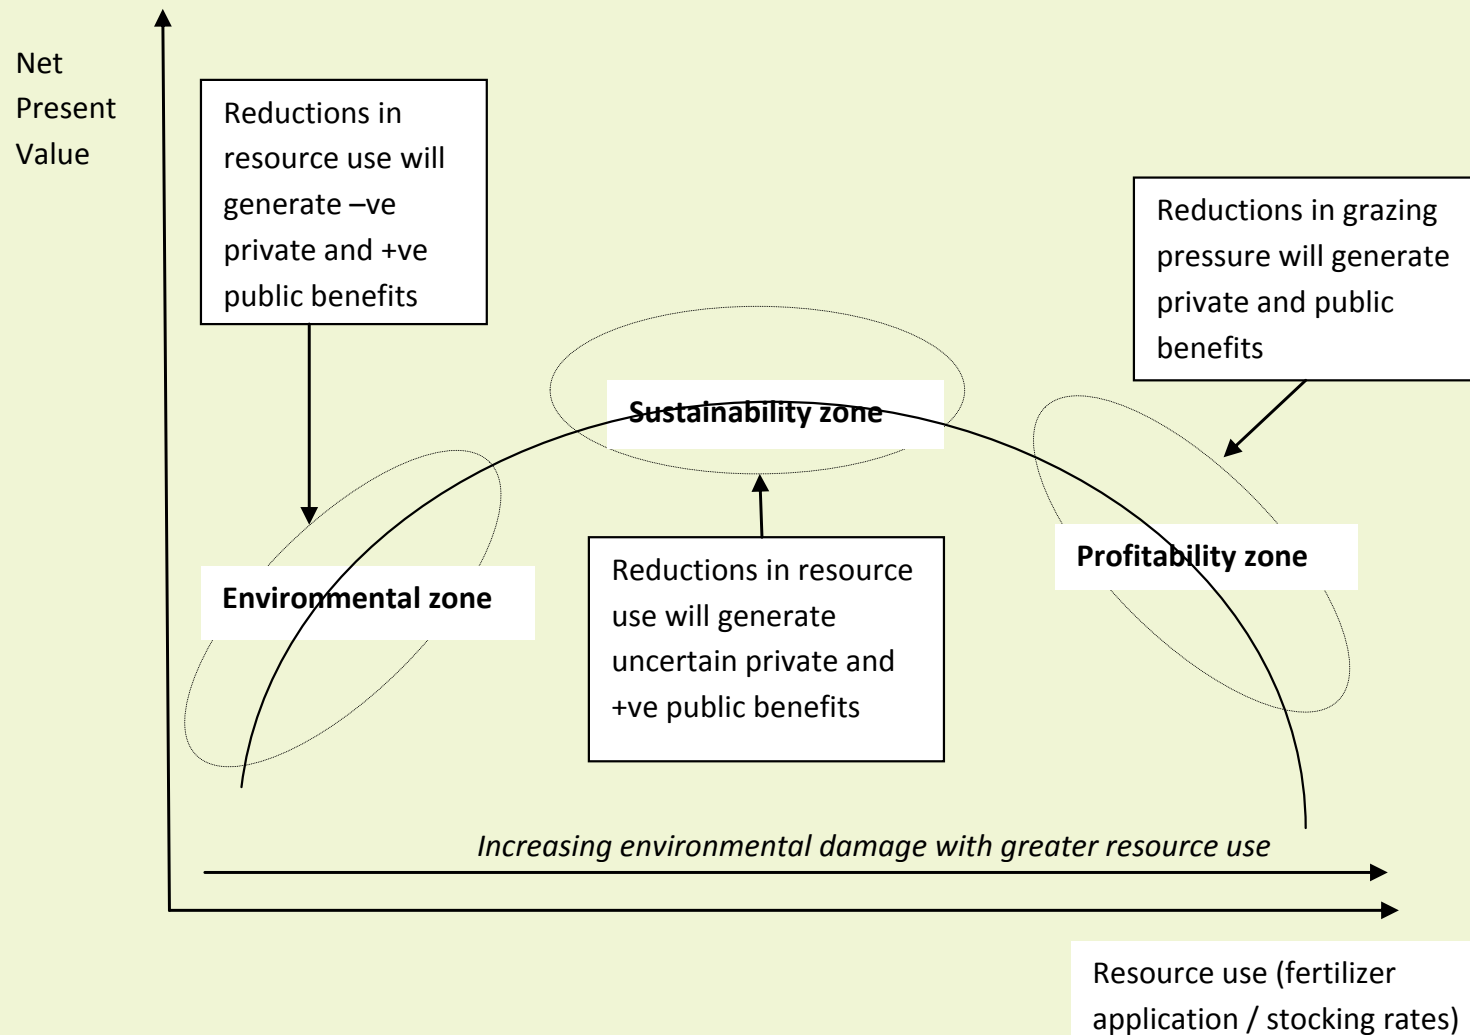 Net
Present
Value
Reductions in
resource use will
generate –ve
private and +ve
public benefits
Reductions in grazing
pressure will generate
private and public
benefits
Sustainability zone
Environmental zone
Profitability zone
Reductions in resource
use will generate
uncertain private and
+ve public benefits
Increasing environmental damage with greater resource use
Resource use (fertilizer
application / stocking rates)